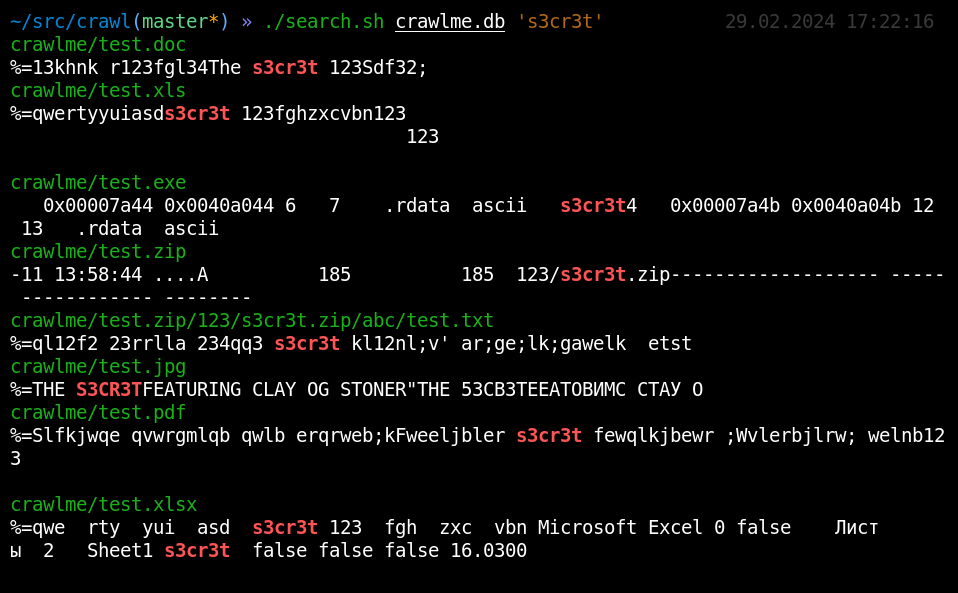 ~/src/crawl(master*) » ./search.sh crawlme.db 's3cr3t' 29.02.2024 17:22:16
crawlme/test.doc
%=13khnk r123fgl34The s3cr3t 123Sdf32;
crawlme/test.xls
%=qwertyyuiasds3cr3t 123fghzxcvbn123
123
crawlme/test.exe
0x00007a44 0x0040a044 6 7 .rdata ascii s3cr3t4 0x00007a4b 0x0040a04b 12
13 .rdata ascii
crawlme/test.zip
-11 13:58:44 ....A 185 185 123/s3cr3t.zip------------------- -----
------------ --------
crawlme/test.zip/123/s3cr3t.zip/abc/test.txt
%=ql12f2 23rrlla 234qq3 s3cr3t kl12nl;v' ar;ge;lk;gawelk etst
crawlme/test.jpg
%=THE S3CR3TFEATURING CLAY OG STONER"THE 53CB3TEEATOBИМС СТАУ О
crawlme/test.pdf
%=Slfkjwqe qvwrgmlqb qwlb erqrweb;kFweeljbler s3cr3t fewqlkjbewr ;Wvlerbjlrw; welnb12
3
crawlme/test.xlsx
%=qwe rty yui asd s3cr3t 123 fgh zxc vbn Microsoft Excel 0 false Лист
ы 2 Sheet1 s3cr3t false false false 16.0300